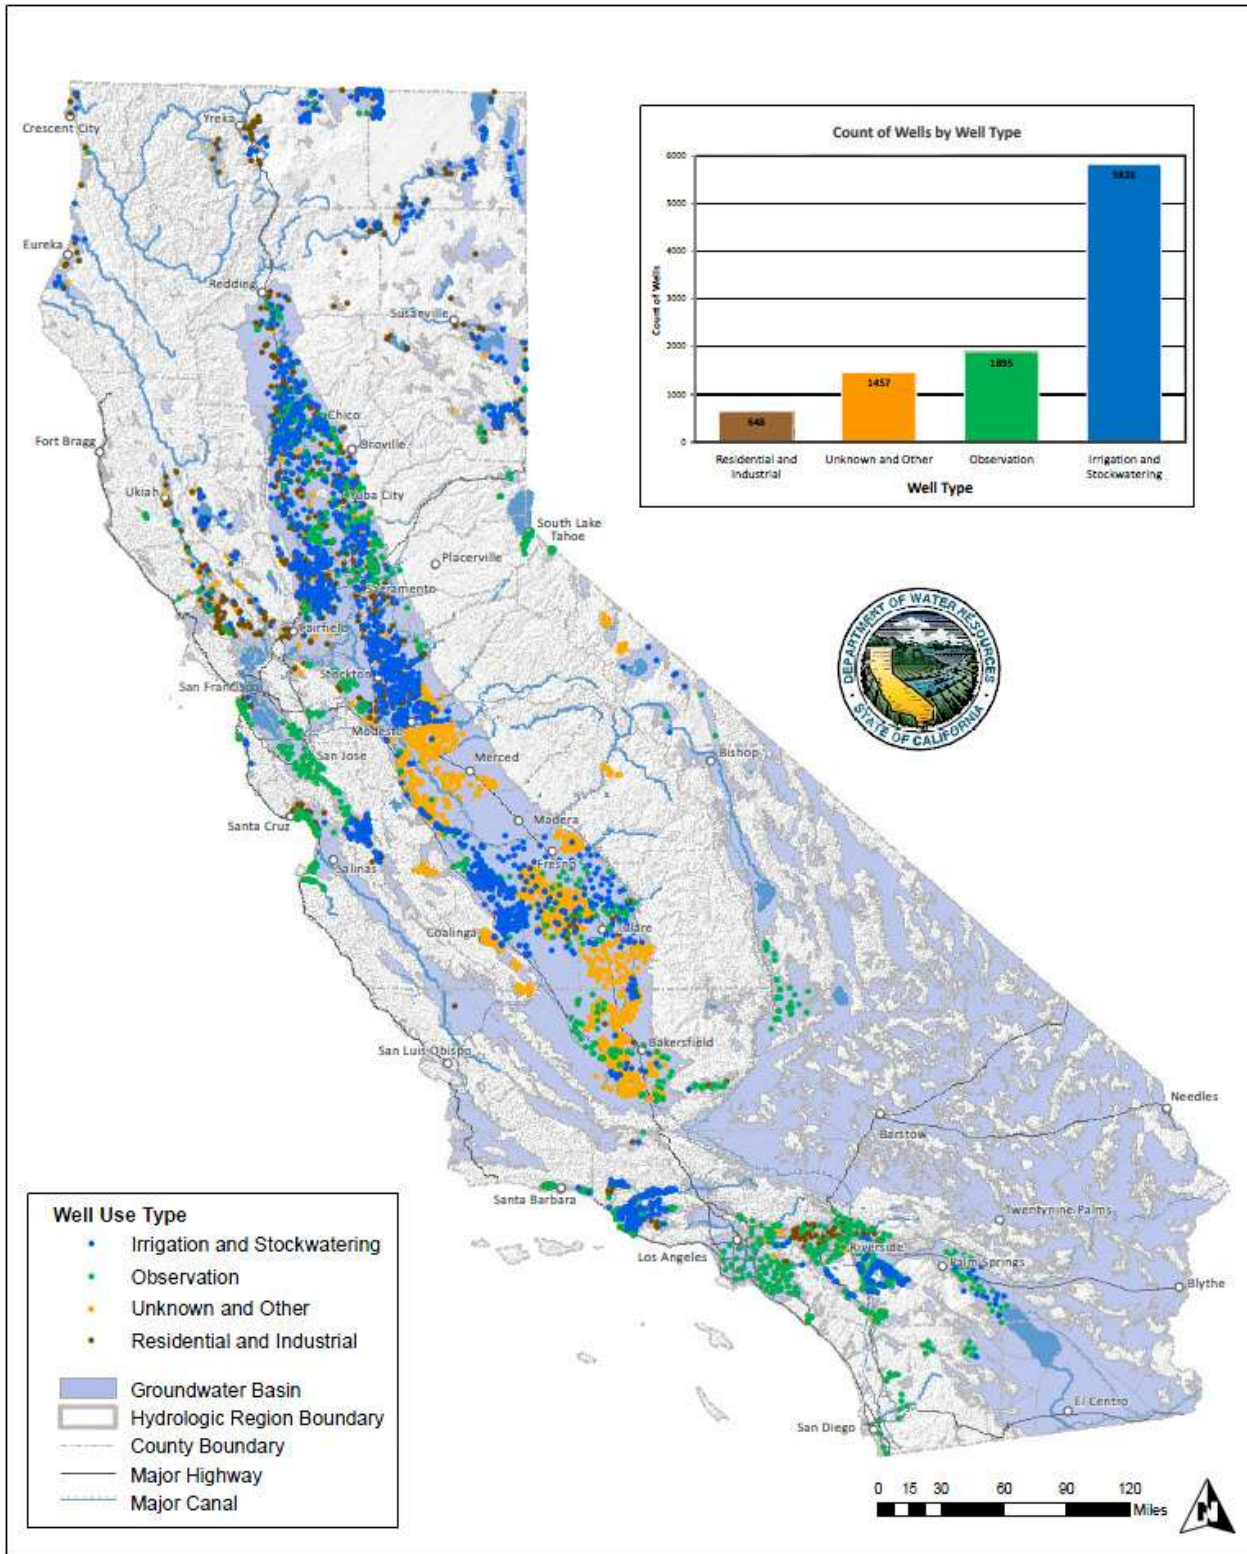 Crescent City
Yreka
Eureka
Redding
Susanville
Fort Bragg
Chico
Oroville
Ukiah
Yuba City
South Lake
Tahoe
Placerville
Sacramento
Fairfield
Stockton
San Francisco
Modesto
San Jose
Merced
Bishop
Santa Cruz
Madera
Salinas
Fresno
Coalinga
Tulare
San Luis Obispo
Bakersfield
Needles
Barstow
Santa Barbara
Twentynine Palms
Los Angeles
Riverside
Palm Springs
Blythe
San Diego
El Centro
Count of Wells by Well Type
Count of Wells
6000
5000
4000
3000
2000
1000
0
648
1457
1895
5826
Residential and
Industrial
Unknown and Other
Observation
Irrigation and
Stockwatering
Well Type
DEPARTMENT OF WATER RESOURCES
STATE OF CALIFORNIA
Well Use Type
Irrigation and Stockwatering
Observation
Unknown and Other
Residential and Industrial
Groundwater Basin
Hydrologic Region Boundary
County Boundary
Major Highway
Major Canal
0 15 30 60 90 120
Miles
N